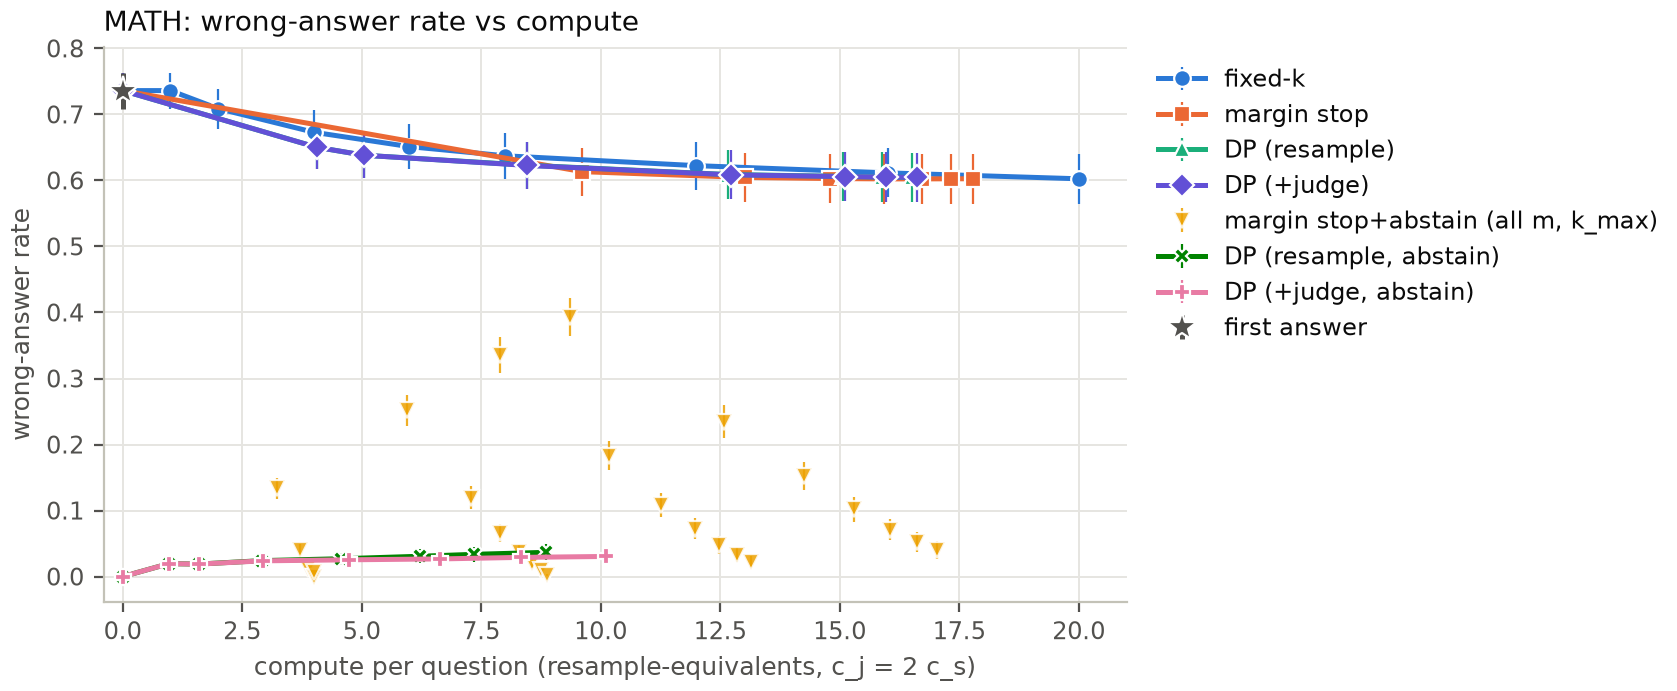 MATH: wrong-answer rate vs compute
wrong-answer rate
0.8
0.7
0.6
0.5
0.4
0.3
0.2
0.1
0.0
0.0 2.5 5.0 7.5 10.0 12.5 15.0 17.5 20.0
compute per question (resample-equivalents, c_j = 2 c_s)
fixed-k
margin stop
DP (resample)
DP (+judge)
margin stop+abstain (all m, k_max)
DP (resample, abstain)
DP (+judge, abstain)
first answer